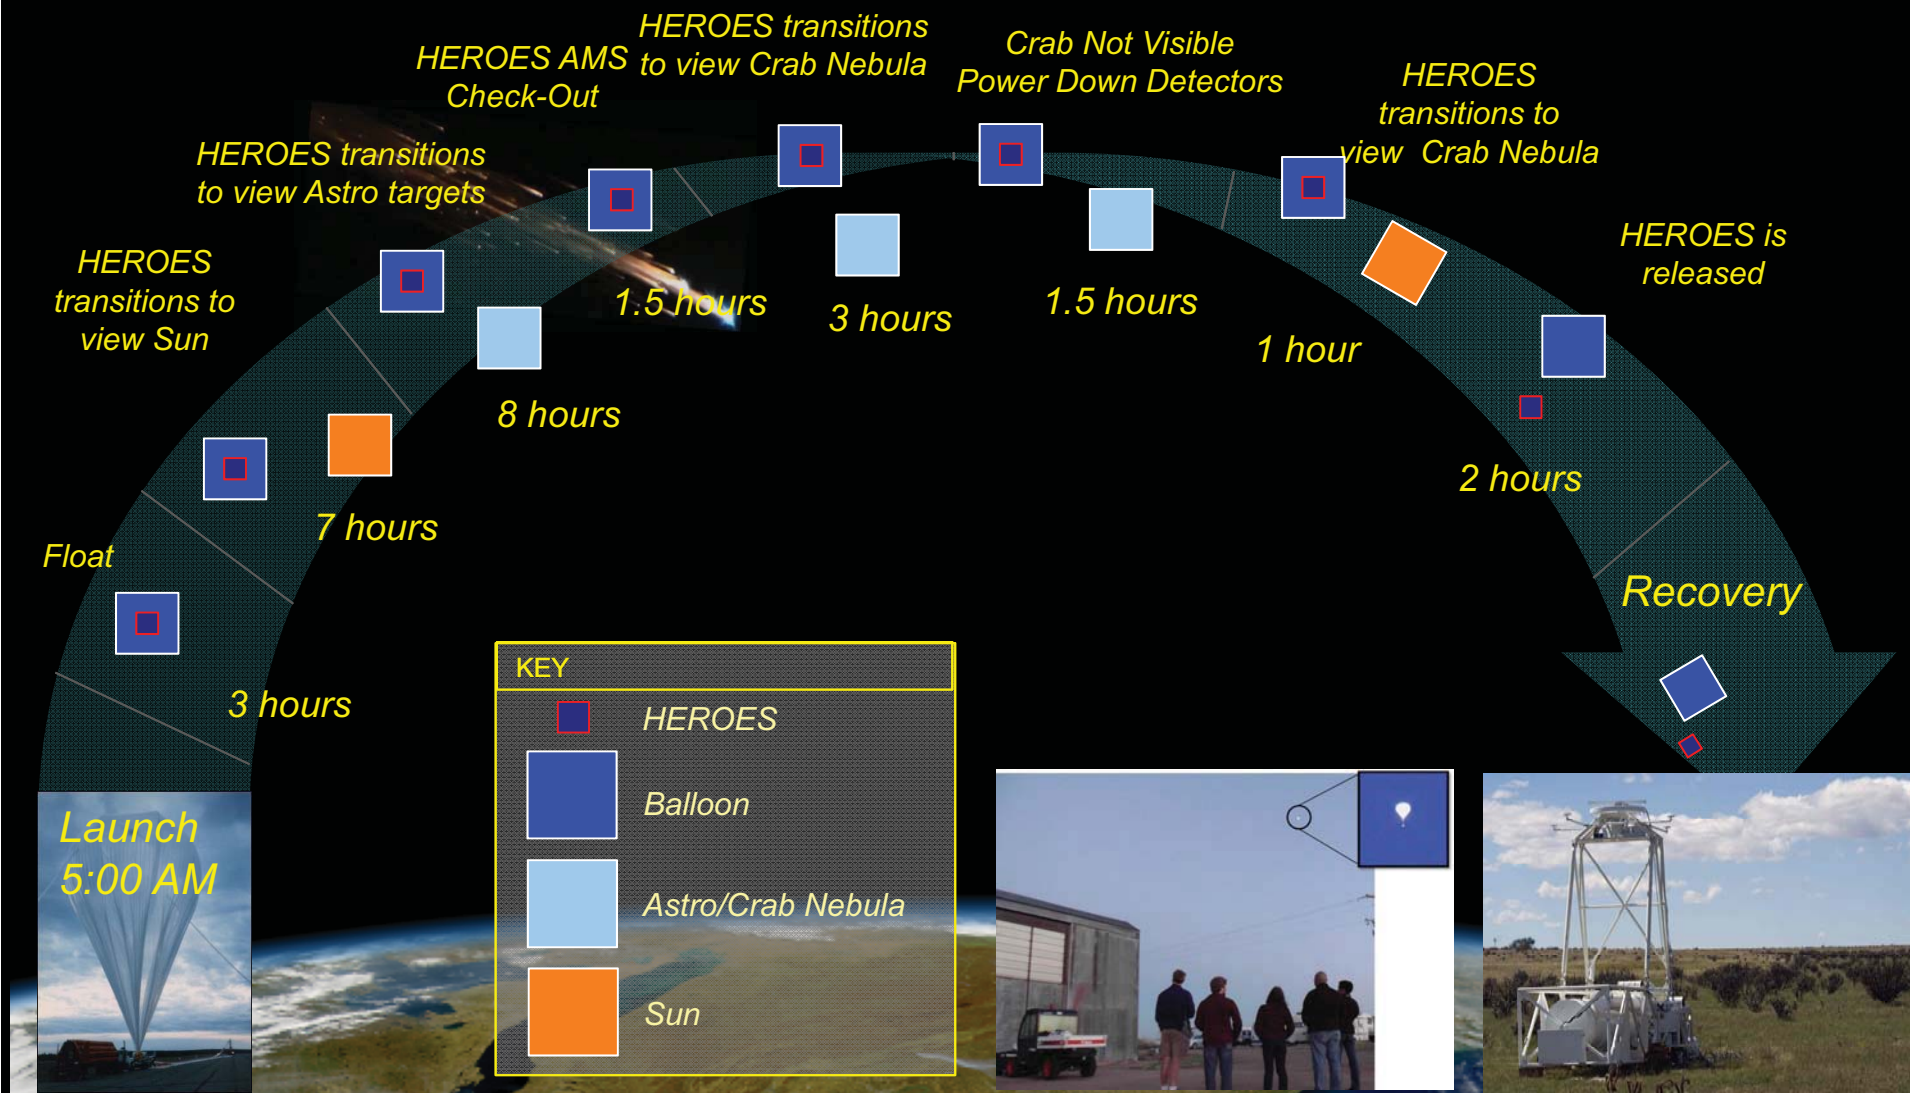 HEROES transitions
to view Crab Nebula
HEROES AMS
Check-Out
Crab Not Visible
Power Down Detectors
HEROES
transitions to
view Crab Nebula
HEROES transitions
to view Astro targets
HEROES is
released
HEROES
transitions to
view Sun
1.5 hours
3 hours
1.5 hours
1 hour
8 hours
2 hours
7 hours
Float
Recovery
3 hours
KEY
HEROES
Balloon
Astro/Crab Nebula
Sun
Launch
5:00 AM